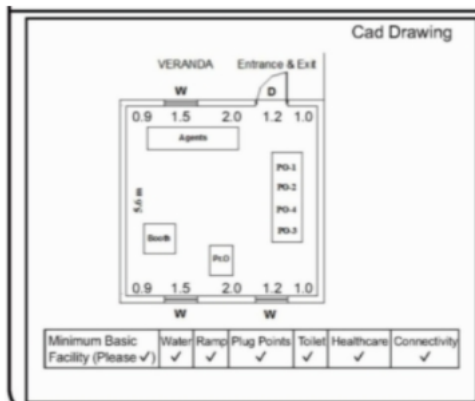 Cad Drawing
VERANDA Entrance & Exit
W D
0.9 1.5 2.0 1.2 1.0
Agents
PO-1
PO-2
PO-4
PO-3
5.6 m
Booth
Pr.O
0.9 1.5 2.0 1.2 1.0
W W
Minimum Basic Facility (Please ✓) Water Ramp Plug Points Toilet Healthcare Connectivity
✓ ✓ ✓ ✓ ✓ ✓